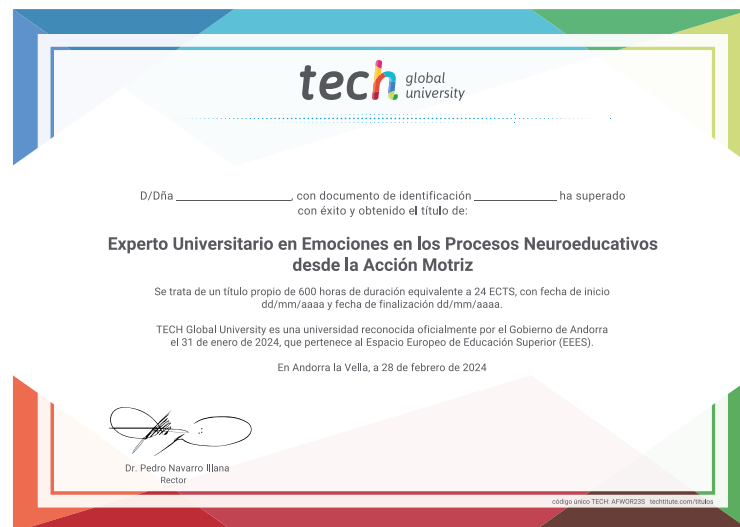 tech global university
D/Dña ______________, con documento de identificación __________ ha superado
con éxito y obtenido el título de:
Experto Universitario en Emociones en los Procesos Neuroeducativos
desde la Acción Motriz
Se trata de un título propio de 600 horas de duración equivalente a 24 ECTS, con fecha de inicio
dd/mm/aaaa y fecha de finalización dd/mm/aaaa.
TECH Global University es una universidad reconocida oficialmente por el Gobierno de Andorra
el 31 de enero de 2024, que pertenece al Espacio Europeo de Educación Superior (EEES).
En Andorra la Vella, a 28 de febrero de 2024
Dr. Pedro Navarro Illana
Rector
código único TECH: AFWOR23S techtitute.com/titulos